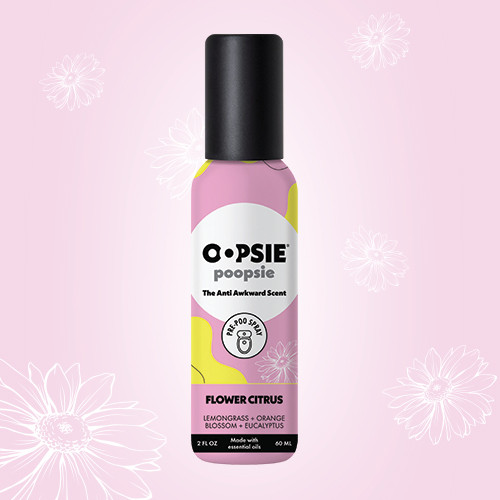 OOPSIE®
poopsie
The Anti Awkward Scent
PRE-POO SPRAY
FLOWER CITRUS
LEMONGRASS + ORANGE
BLOSSOM + EUCALYPTUS
2 FL OZ Made with 60 ML
essential oils